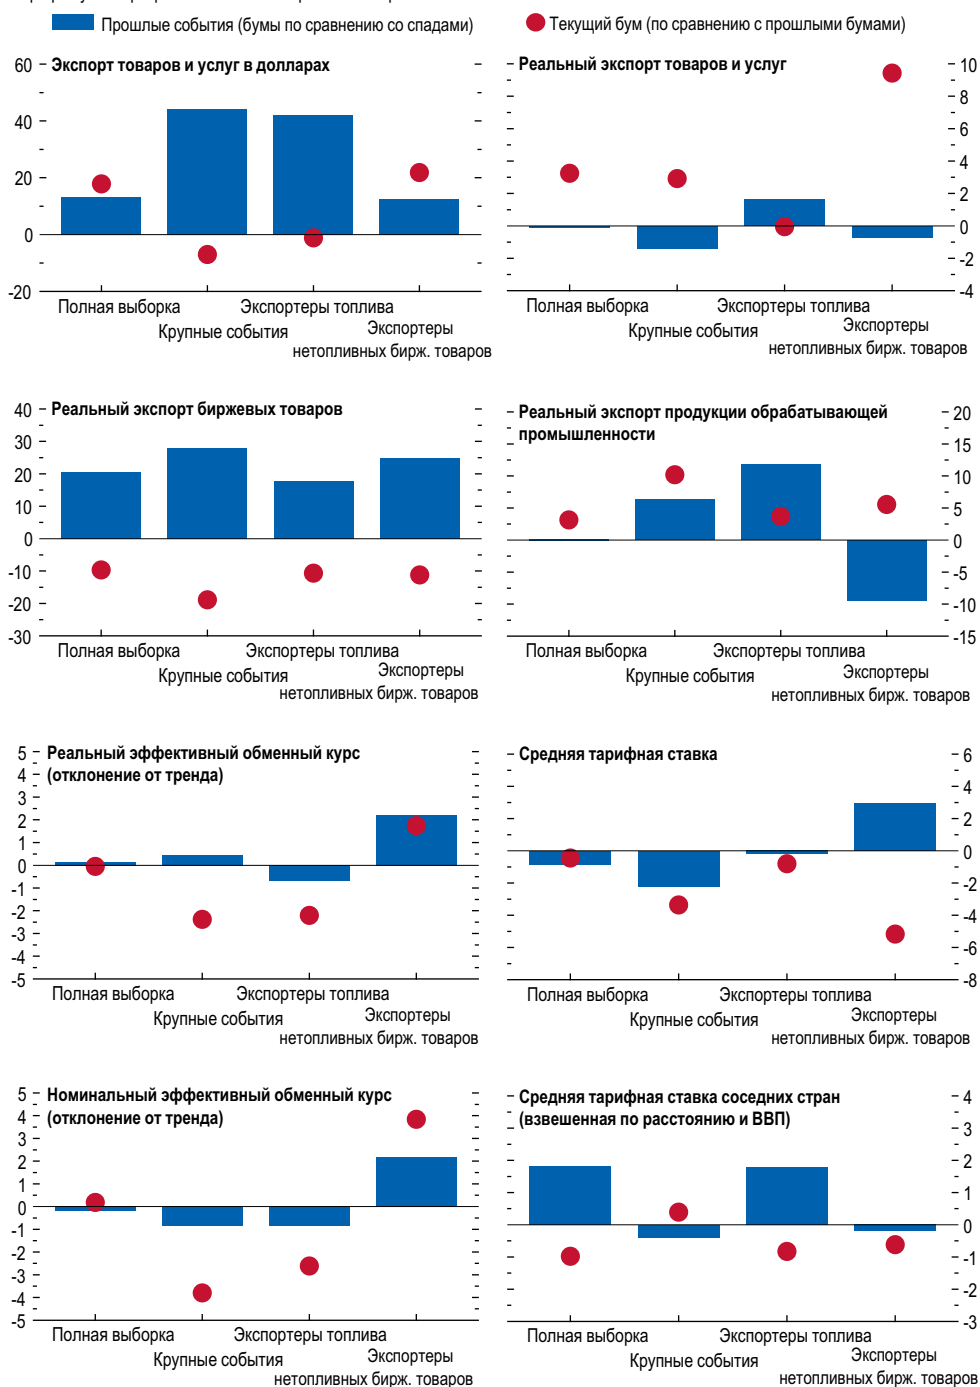 Прошлые события (бумы по сравнению со спадами)
Текущий бум (по сравнению с прошлыми бумами)
Экспорт товаров и услуг в долларах
60
40
20
0
-20
Полная выборка
Экспортеры топлива
Крупные события
Экспортеры
нетопливных бирж. товаров
Реальный экспорт товаров и услуг
10
8
6
4
2
0
-2
-4
Полная выборка
Экспортеры топлива
Крупные события
Экспортеры
нетопливных бирж. товаров
Реальный экспорт биржевых товаров
40
30
20
10
0
-10
-20
-30
Полная выборка
Экспортеры топлива
Крупные события
Экспортеры
нетопливных бирж. товаров
Реальный экспорт продукции обрабатывающей
промышленности
20
15
10
5
0
-5
-10
-15
Полная выборка
Экспортеры топлива
Крупные события
Экспортеры
нетопливных бирж. товаров
Реальный эффективный обменный курс
(отклонение от тренда)
5
4
3
2
1
0
-1
-2
-3
-4
-5
Полная выборка
Экспортеры топлива
Крупные события
Экспортеры
нетопливных бирж. товаров
Средняя тарифная ставка
6
4
2
0
-2
-4
-6
-8
Полная выборка
Экспортеры топлива
Крупные события
Экспортеры
нетопливных бирж. товаров
Номинальный эффективный обменный курс
(отклонение от тренда)
5
4
3
2
1
0
-1
-2
-3
-4
-5
Полная выборка
Экспортеры топлива
Крупные события
Экспортеры
нетопливных бирж. товаров
Средняя тарифная ставка соседних стран
(взвешенная по расстоянию и ВВП)
4
3
2
1
0
-1
-2
-3
Полная выборка
Экспортеры топлива
Крупные события
Экспортеры
нетопливных бирж. товаров